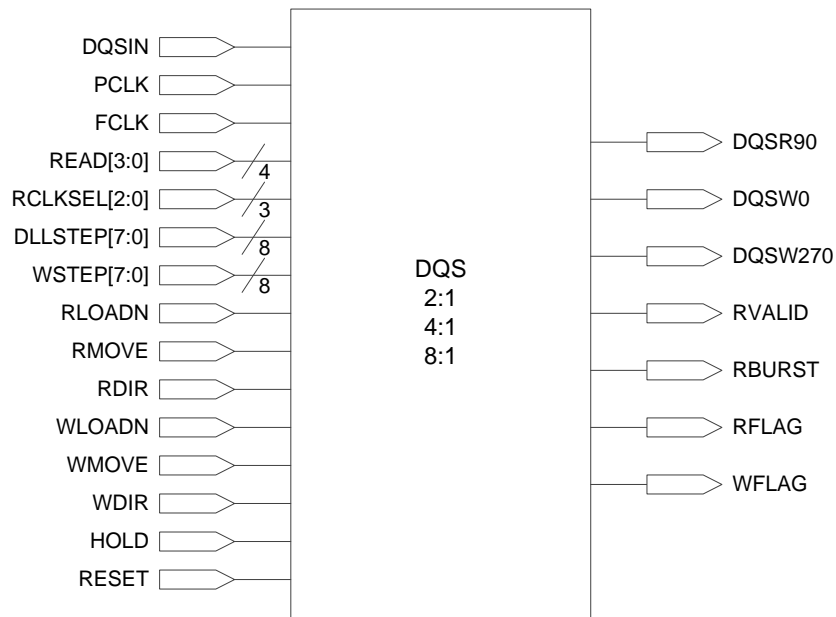 DQSIN
PCLK
FCLK
READ[3:0]
4
RCLKSEL[2:0]
3
DLLSTEP[7:0]
8
WSTEP[7:0]
8
RLOADN
RMOVE
RDIR
WLOADN
WMOVE
WDIR
HOLD
RESET
DQS
2:1
4:1
8:1
DQSR90
DQSW0
DQSW270
RVALID
RBURST
RFLAG
WFLAG